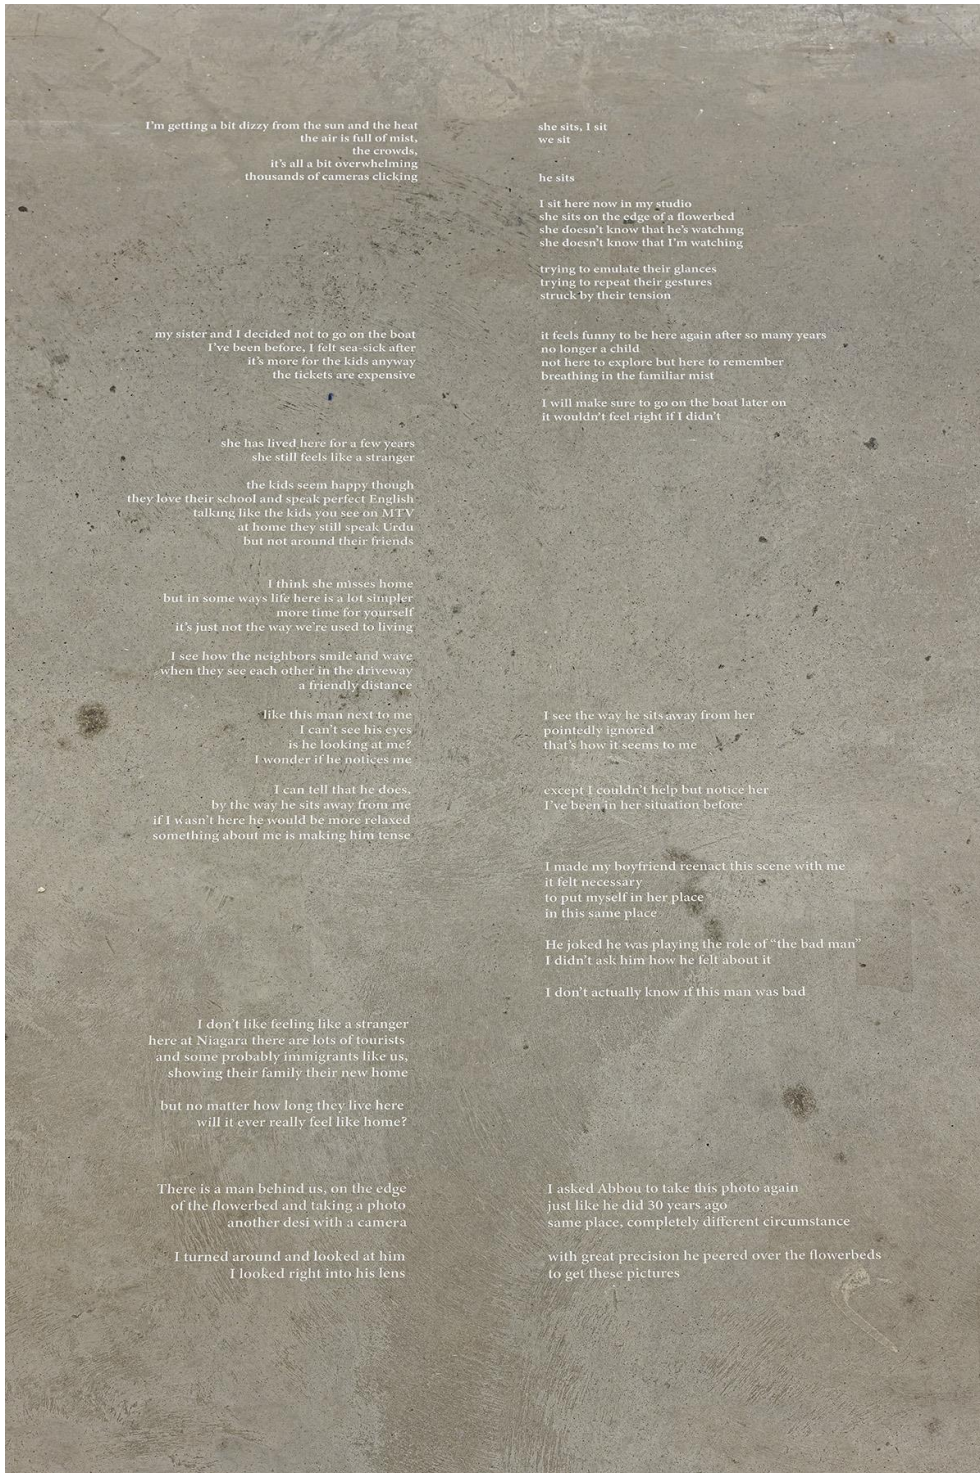 I'm getting a bit dizzy from the sun and the heat
the air is full of mist,
the crowds,
it's all a bit overwhelming
thousands of cameras clicking
my sister and I decided not to go on the boat
I've been before, I felt sea-sick after
it's more for the kids anyway
the tickets are expensive
she has lived here for a few years
she still feels like a stranger
the kids seem happy though
they love their school and speak perfect English
talking like the kids you see on MTV
at home they still speak Urdu
but not around their friends
I think she misses home
but in some ways life here is a lot simpler
more time for yourself
it's just not the way we're used to living
I see how the neighbors smile and wave
when they see each other in the driveway
a friendly distance
like this man next to me
I can't see his eyes
is he looking at me?
I wonder if he notices me
I can tell that he does.
by the way he sits away from me
if I wasn't here he would be more relaxed
something about me is making him tense
I don't like feeling like a stranger
here at Niagara there are lots of tourists
and some probably immigrants like us,
showing their family their new home
but no matter how long they live here
will it ever really feel like home?
There is a man behind us, on the edge
of the flowerbed and taking a photo
another desi with a camera
I turned around and looked at him
I looked right into his lens
she sits, I sit
we sit
he sits
I sit here now in my studio
she sits on the edge of a flowerbed
she doesn't know that he's watching
she doesn't know that I'm watching
trying to emulate their glances
trying to repeat their gestures
struck by their tension
it feels funny to be here again after so many years
no longer a child
not here to explore but here to remember
breathing in the familiar mist
I will make sure to go on the boat later on
it wouldn't feel right if I didn't
I see the way he sits away from her
pointedly ignored
that's how it seems to me
except I couldn't help but notice her
I've been in her situation before
I made my boyfriend reenact this scene with me
it felt necessary
to put myself in her place
in this same place
He joked he was playing the role of "the bad man"
I didn't ask him how he felt about it
I don't actually know if this man was bad
I asked Abbou to take this photo again
just like he did 30 years ago
same place, completely different circumstance
with great precision he peered over the flowerbeds
to get these pictures